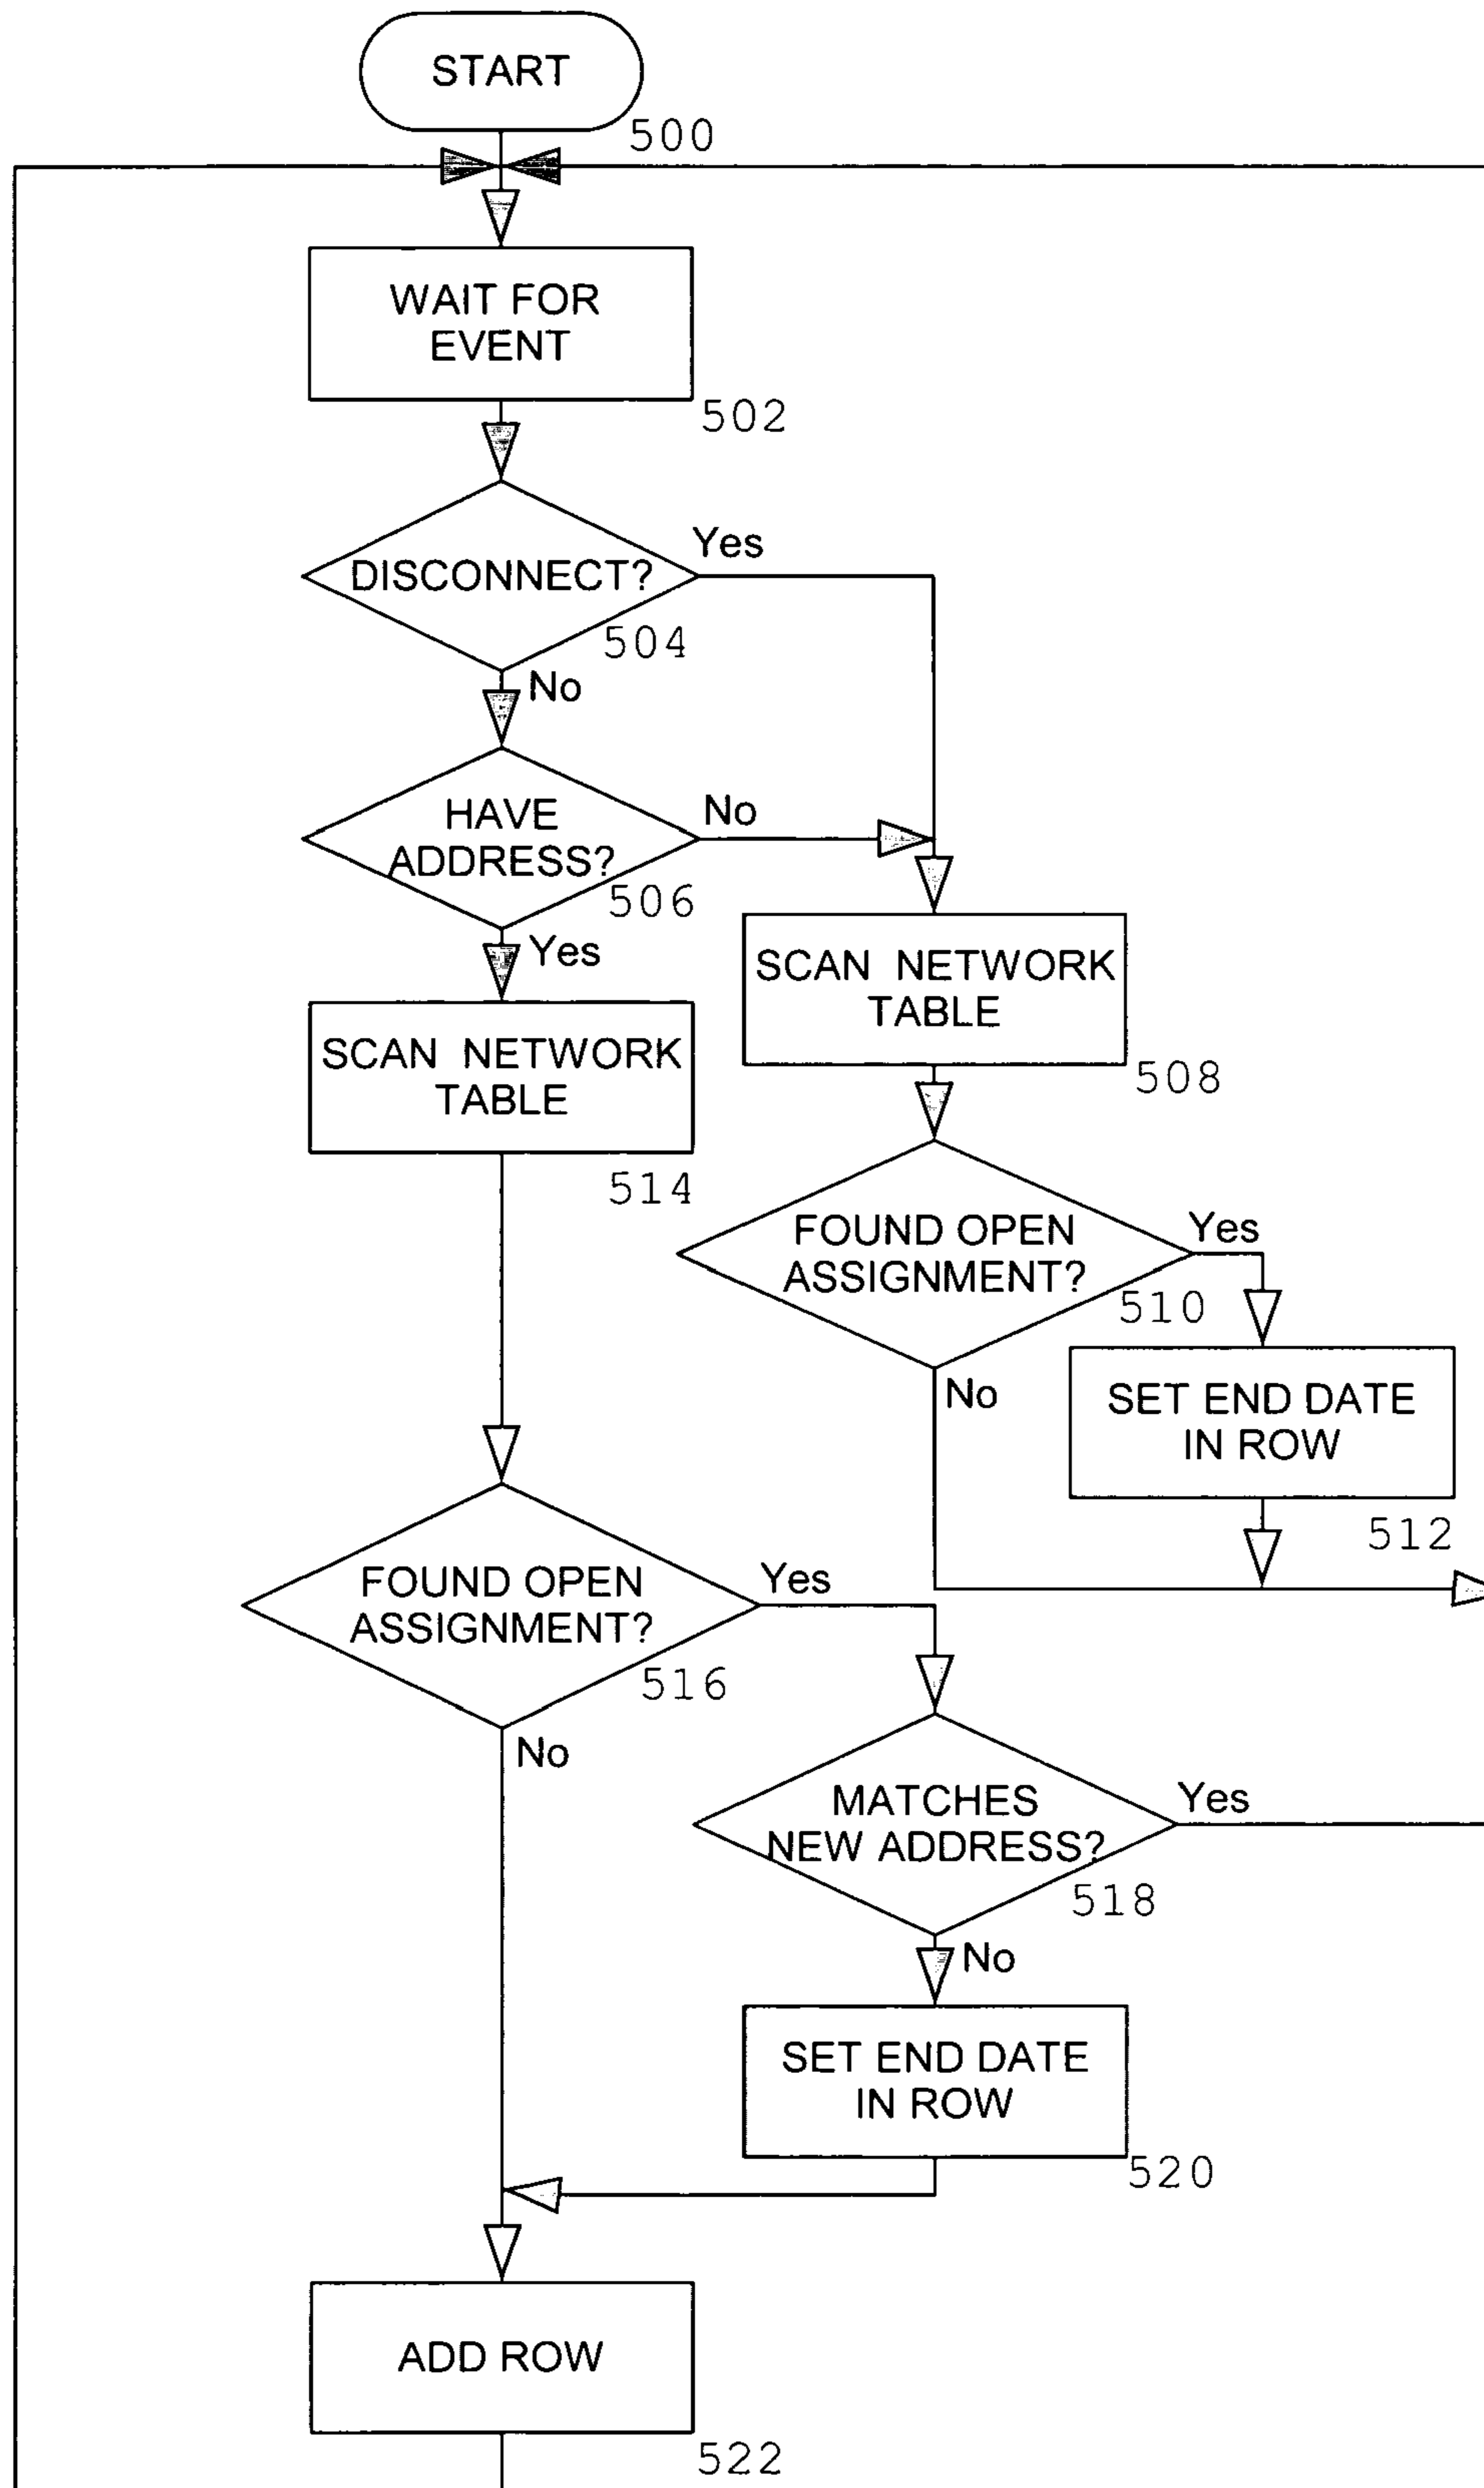 START
500
WAIT FOR
EVENT
502
Yes
DISCONNECT?
504
No
HAVE
ADDRESS?
No
506
Yes
SCAN NETWORK
TABLE
508
SCAN NETWORK
TABLE
514
FOUND OPEN
ASSIGNMENT?
Yes
510
No
SET END DATE
IN ROW
512
FOUND OPEN
ASSIGNMENT?
Yes
516
No
MATCHES
NEW ADDRESS?
Yes
518
No
SET END DATE
IN ROW
520
ADD ROW
522